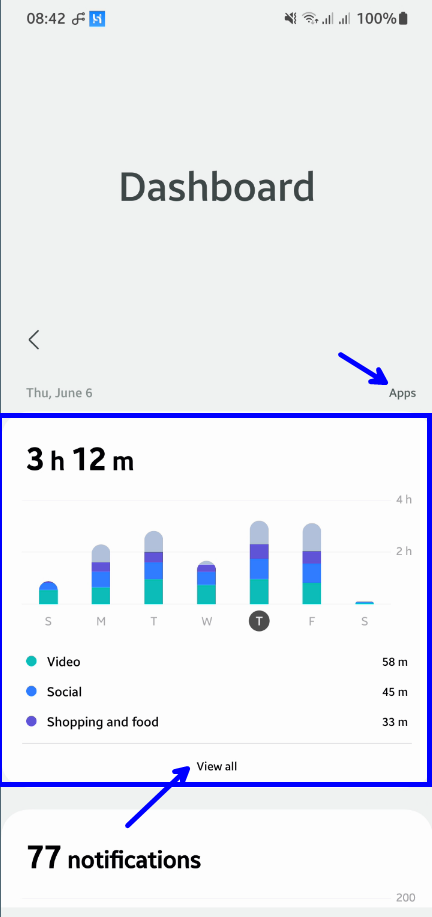 08:42 100%
Dashboard
Thu, June 6 Apps
3 h 12 m
4 h
2 h
S M T W T F S
Video 58 m
Social 45 m
Shopping and food 33 m
View all
77 notifications
200